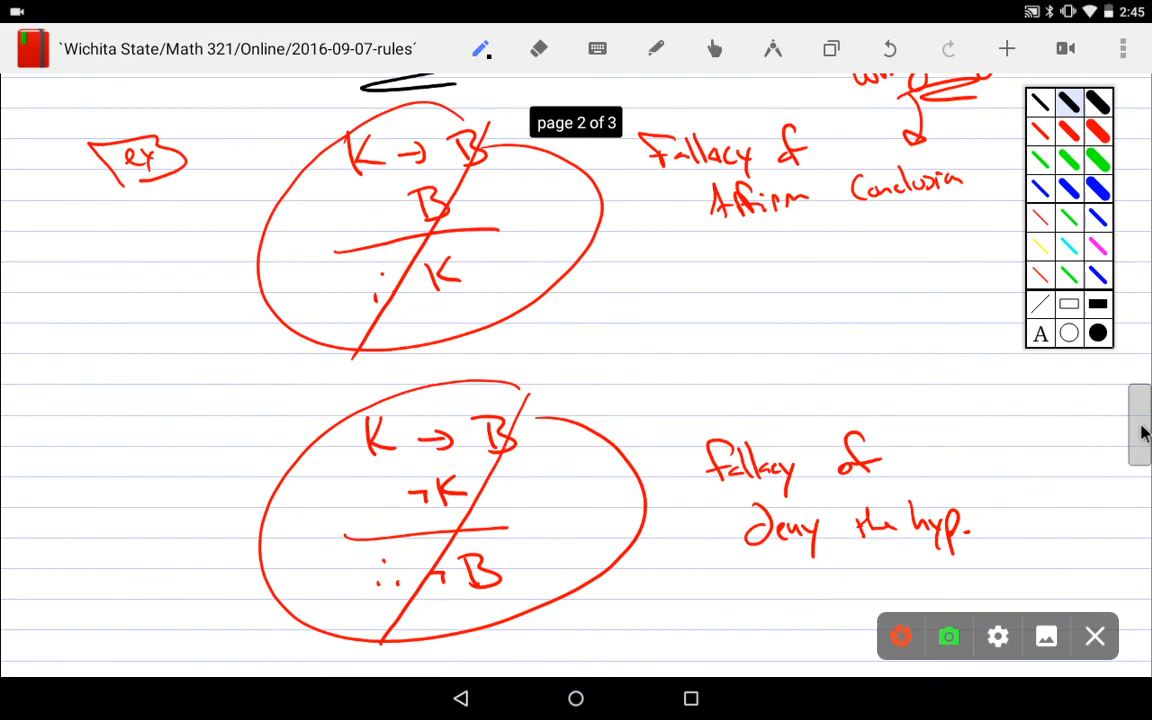 2:45
`Wichita State/Math 321/Online/2016-09-07-rules´
page 2 of 3
ex
K → B
B
∴ K
Fallacy of
Affirm Conclusion
K → B
¬K
∴ ¬B
fallacy of
deny the hyp.
A